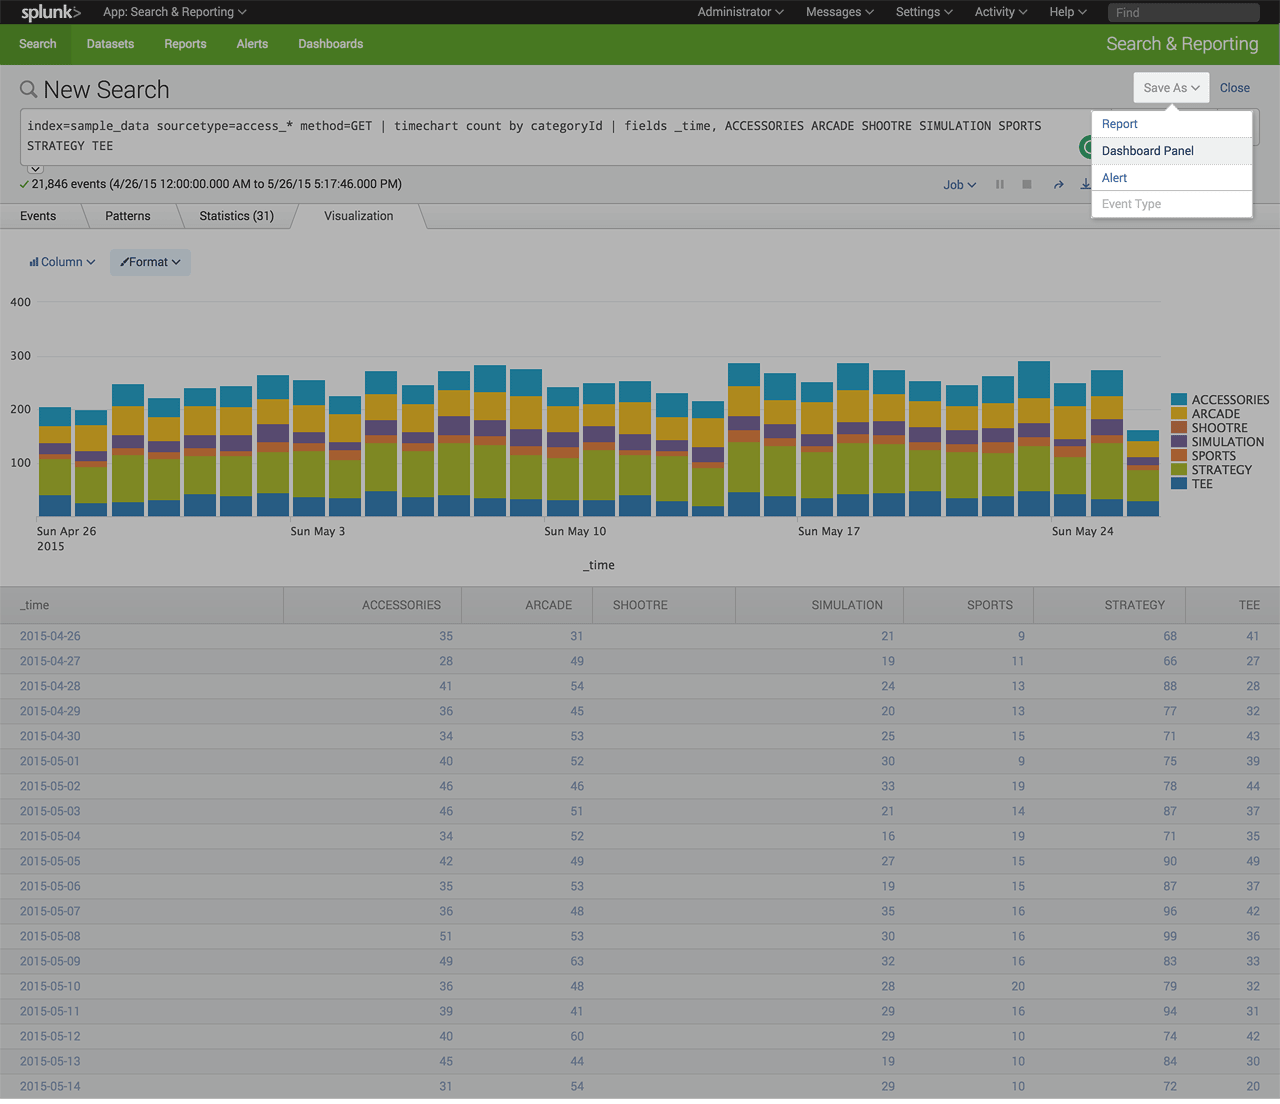 splunk> App: Search & Reporting Administrator Messages Settings Activity Help Find
Search Datasets Reports Alerts Dashboards Search & Reporting
New Search Save As Close
index=sample_data sourcetype=access_* method=GET | timechart count by categoryId | fields _time, ACCESSORIES ARCADE SHOOTRE SIMULATION SPORTS
STRATEGY TEE
Report
Dashboard Panel
Alert
Event Type
21,846 events (4/26/15 12:00:00.000 AM to 5/26/15 5:17:46.000 PM) Job
Events Patterns Statistics (31) Visualization
Column Format
400
300
200
100
ACCESSORIES
ARCADE
SHOOTRE
SIMULATION
SPORTS
STRATEGY
TEE
Sun Apr 26 Sun May 3 Sun May 10 Sun May 17 Sun May 24
2015
_time
_time ACCESSORIES ARCADE SHOOTRE SIMULATION SPORTS STRATEGY TEE
2015-04-26 35 31 21 9 68 41
2015-04-27 28 49 19 11 66 27
2015-04-28 41 54 24 13 88 28
2015-04-29 36 45 20 13 77 32
2015-04-30 34 53 25 15 71 43
2015-05-01 40 52 30 9 75 39
2015-05-02 46 46 33 19 78 44
2015-05-03 46 51 21 14 87 37
2015-05-04 34 52 16 19 71 35
2015-05-05 42 49 27 15 90 49
2015-05-06 35 53 19 15 87 37
2015-05-07 36 48 35 16 96 42
2015-05-08 51 53 30 16 99 36
2015-05-09 49 63 32 16 83 33
2015-05-10 36 48 28 20 79 32
2015-05-11 39 41 29 16 94 31
2015-05-12 40 60 29 10 74 42
2015-05-13 45 44 19 10 84 30
2015-05-14 31 54 29 10 72 20